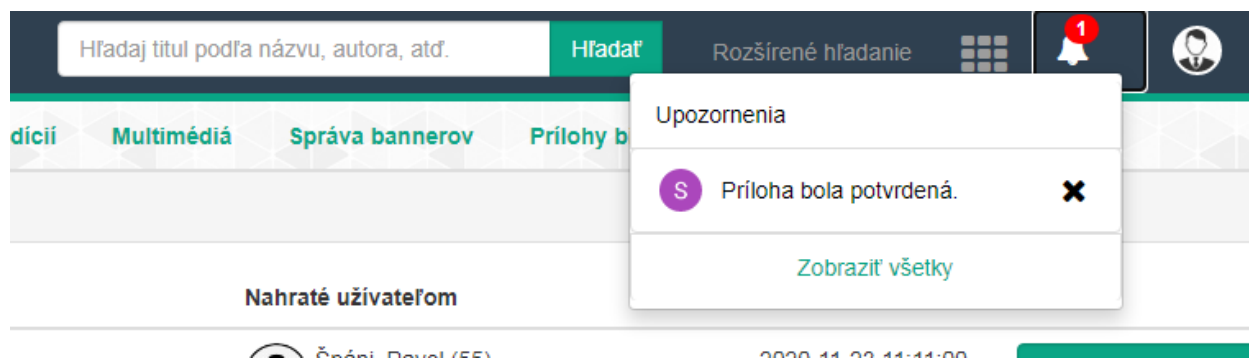 Hľadaj titul podľa názvu, autora, atď.
Hľadať
Rozšírené hľadanie
1
dícií
Multimédiá
Správa bannerov
Prílohy b
Upozornenia
S
Príloha bola potvrdená.
Zobraziť všetky
Nahraté užívateľom